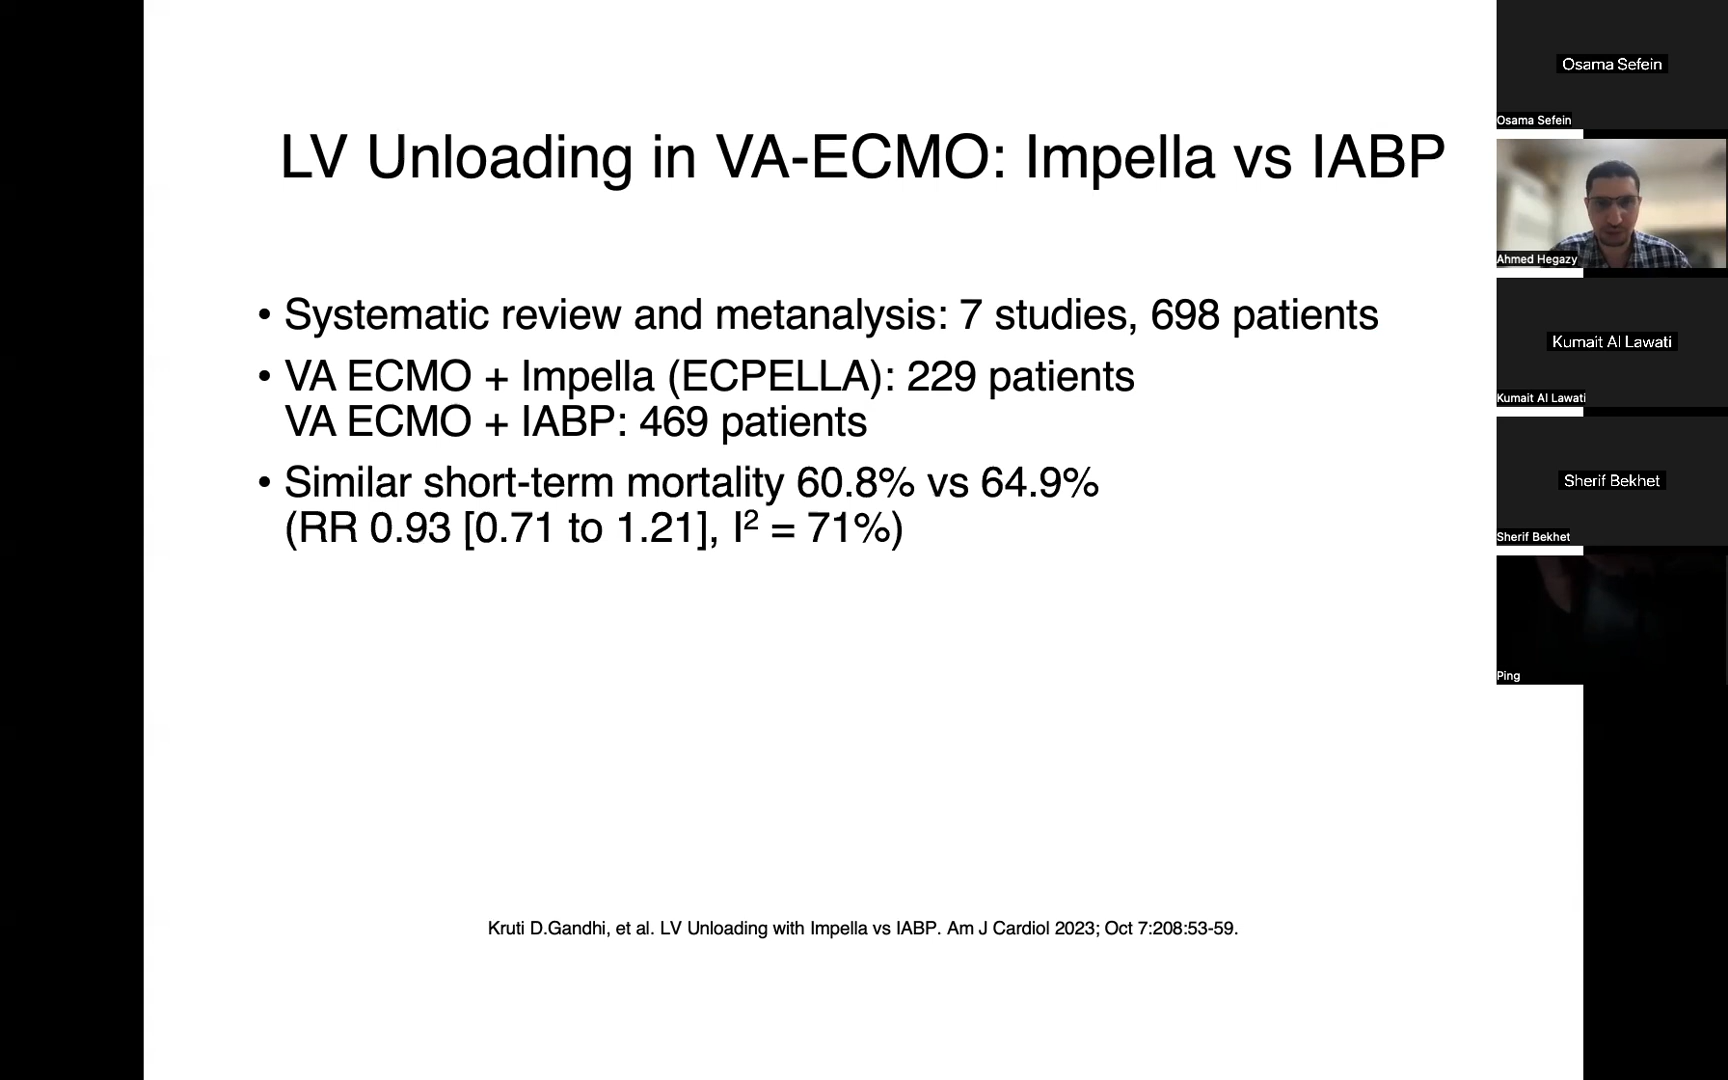 LV Unloading in VA-ECMO: Impella vs IABP
• Systematic review and metanalysis: 7 studies, 698 patients
• VA ECMO + Impella (ECPELLA): 229 patients
VA ECMO + IABP: 469 patients
• Similar short-term mortality 60.8% vs 64.9%
(RR 0.93 [0.71 to 1.21], I² = 71%)
Kruti D.Gandhi, et al. LV Unloading with Impella vs IABP. Am J Cardiol 2023; Oct 7:208:53-59.
Osama Sefein
Osama Sefein
Ahmed Hegazy
Kumait Al Lawati
Kumait Al Lawati
Sherif Bekhet
Sherif Bekhet
Ping